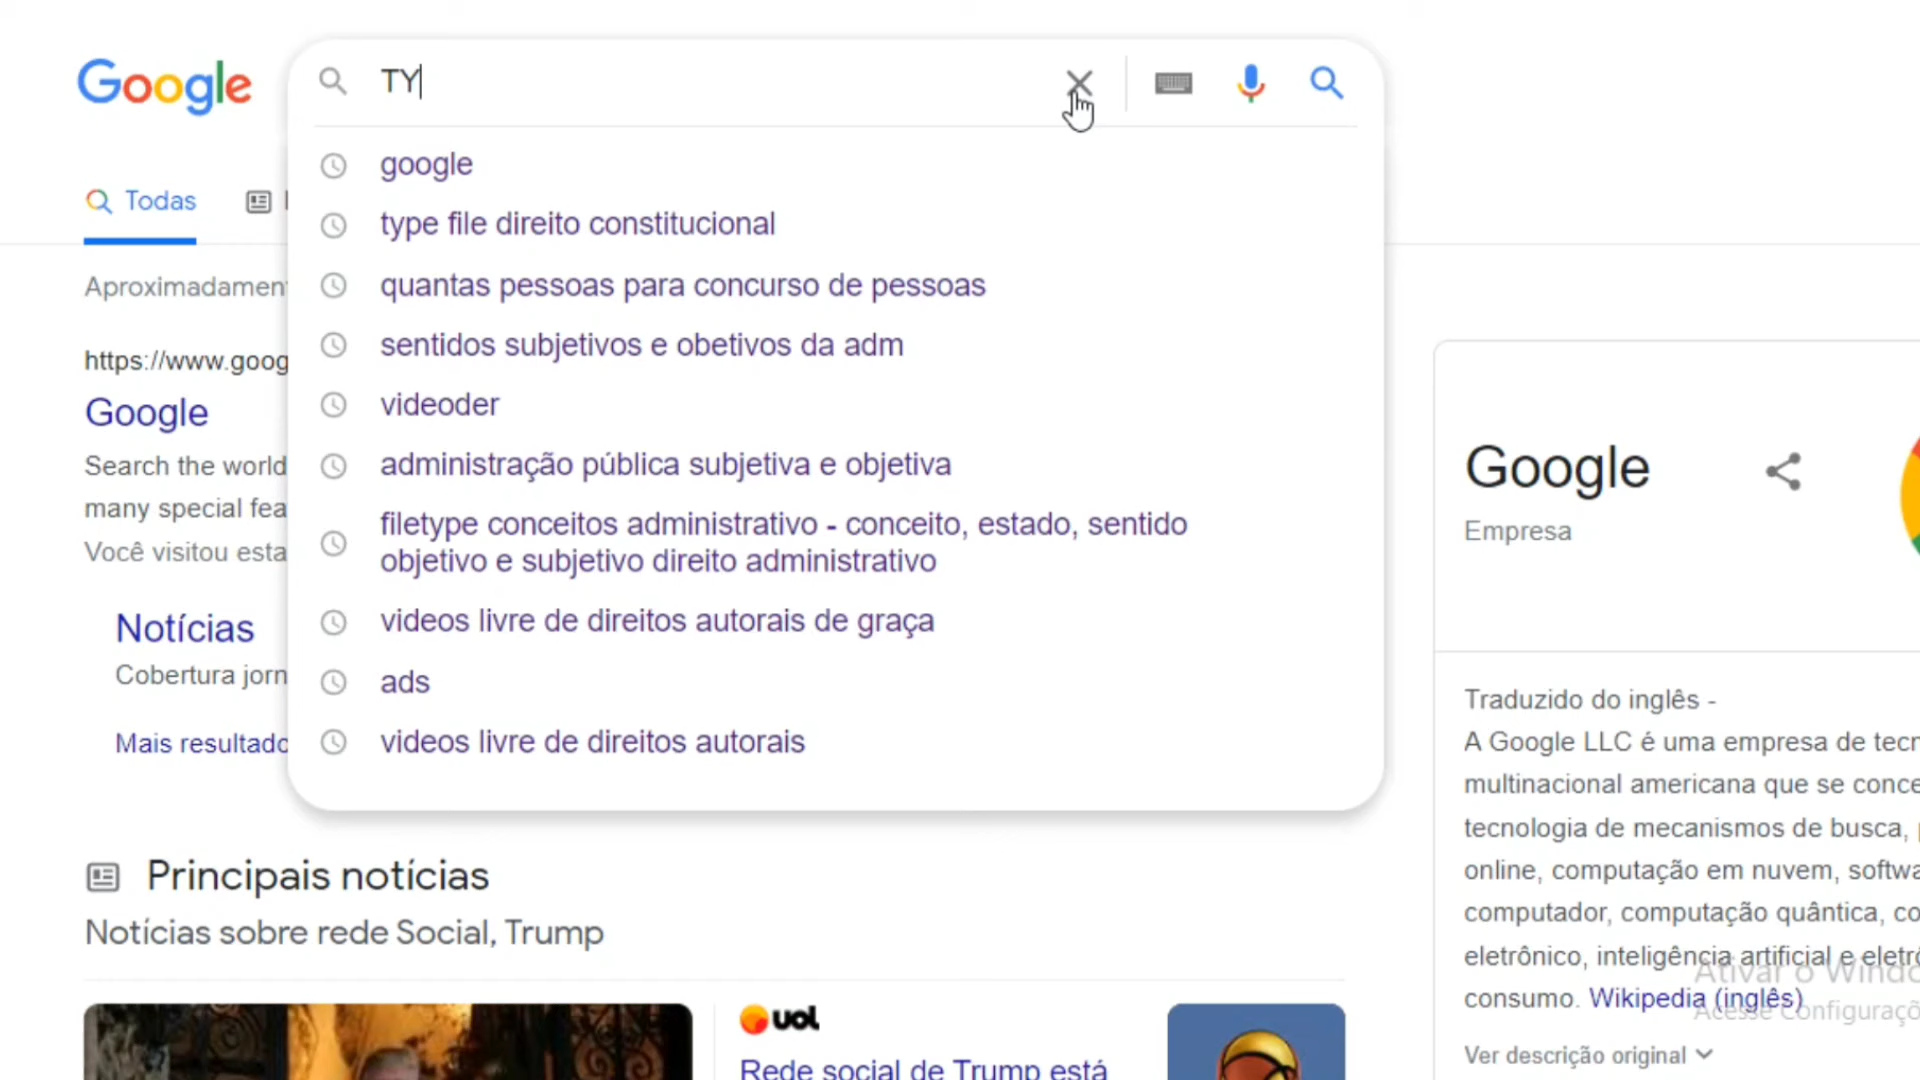 Google
TY
google
type file direito constitucional
quantas pessoas para concurso de pessoas
sentidos subjetivos e obetivos da adm
videoder
administração pública subjetiva e objetiva
filetype conceitos administrativo - conceito, estado, sentido
objetivo e subjetivo direito administrativo
videos livre de direitos autorais de graça
ads
videos livre de direitos autorais
Todas
Aproximadamen
https://www.goog
Google
Search the world
many special fea
Você visitou esta
Notícias
Cobertura jorn
Mais resultado
Principais notícias
Notícias sobre rede Social, Trump
uol
Rede social de Trump está
Google
Empresa
Traduzido do inglês -
A Google LLC é uma empresa de tecn
multinacional americana que se conce
tecnologia de mecanismos de busca,
online, computação em nuvem, softwa
computador, computação quântica, co
eletrônico, inteligência artificial e eletrô
consumo. Wikipedia (inglês)
Ver descrição original
Ativar o Windo
Acesse Configuraçõ